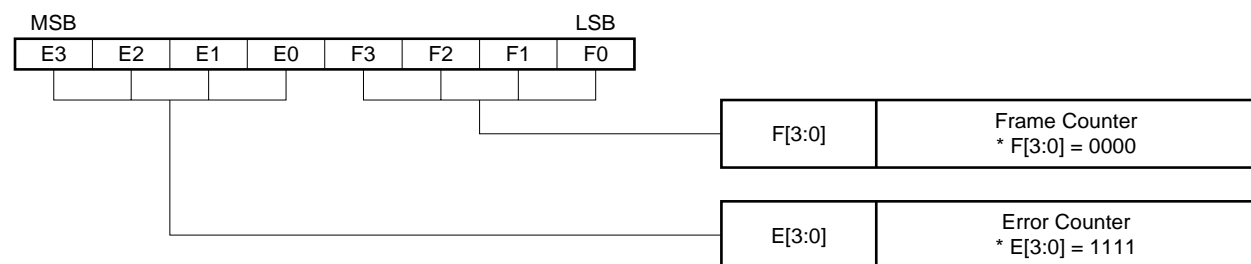 MSB LSB
E3 E2 E1 E0 F3 F2 F1 F0
F[3:0] Frame Counter
* F[3:0] = 0000
E[3:0] Error Counter
* E[3:0] = 1111